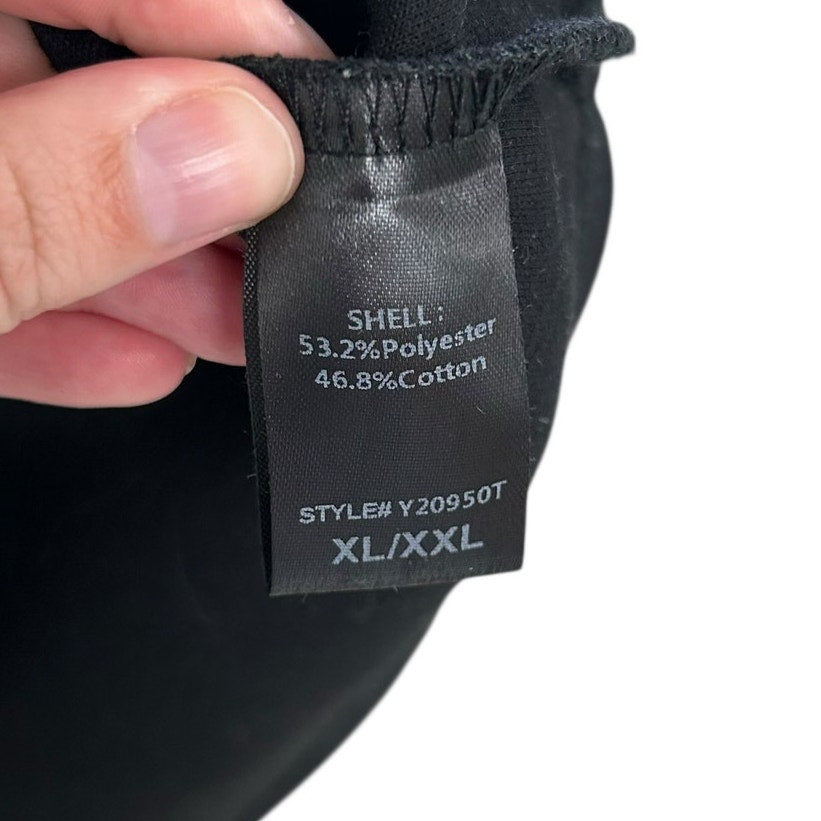 SHELL:
53.2%Polyester
46.8%Cotton
STYLE# Y20950T
XL/XXL